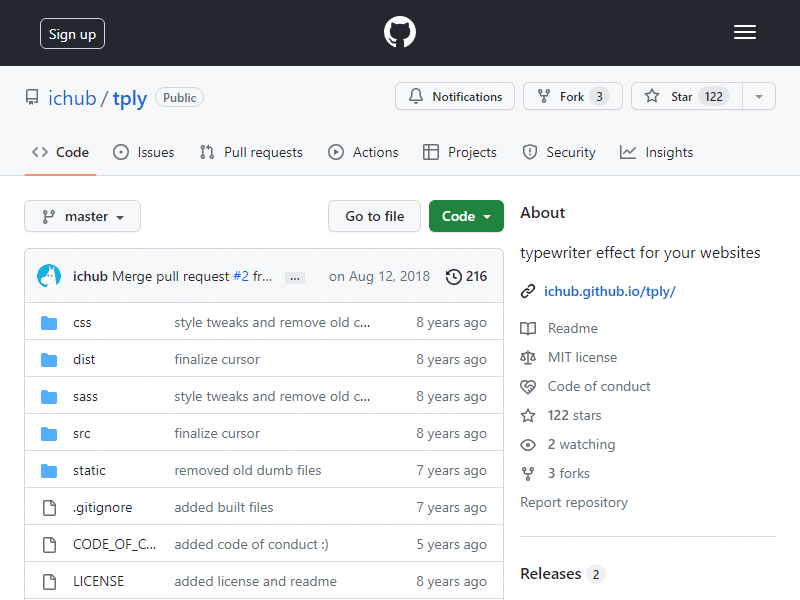 Sign up
ichub / tply Public
Notifications
Fork 3
Star 122
Code
Issues
Pull requests
Actions
Projects
Security
Insights
master
Go to file
Code
ichub Merge pull request #2 fr... ... on Aug 12, 2018 216
css style tweaks and remove old c... 8 years ago
dist finalize cursor 8 years ago
sass style tweaks and remove old c... 8 years ago
src finalize cursor 8 years ago
static removed old dumb files 7 years ago
.gitignore added built files 7 years ago
CODE_OF_C... added code of conduct :) 5 years ago
LICENSE added license and readme 8 years ago
About
typewriter effect for your websites
ichub.github.io/tply/
Readme
MIT license
Code of conduct
122 stars
2 watching
3 forks
Report repository
Releases 2